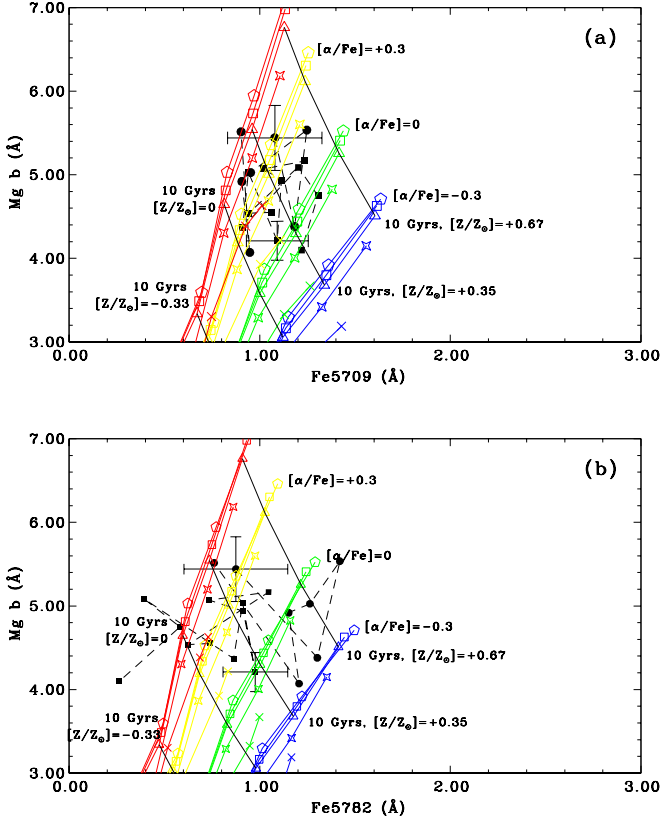 7.00
(a)
[α/Fe]=+0.3
6.00
[α/Fe]=0
5.00
Mg b (Å)
10 Gyrs
[Z/Z⊙]=0
[α/Fe]=−0.3
10 Gyrs, [Z/Z⊙]=+0.67
4.00
10 Gyrs
[Z/Z⊙]=−0.33
10 Gyrs, [Z/Z⊙]=+0.35
3.00
0.00 1.00 2.00 3.00
Fe5709 (Å)
7.00
(b)
[α/Fe]=+0.3
6.00
[α/Fe]=0
5.00
Mg b (Å)
10 Gyrs
[Z/Z⊙]=0
[α/Fe]=−0.3
10 Gyrs, [Z/Z⊙]=+0.67
4.00
10 Gyrs
[Z/Z⊙]=−0.33
10 Gyrs, [Z/Z⊙]=+0.35
3.00
0.00 1.00 2.00 3.00
Fe5782 (Å)